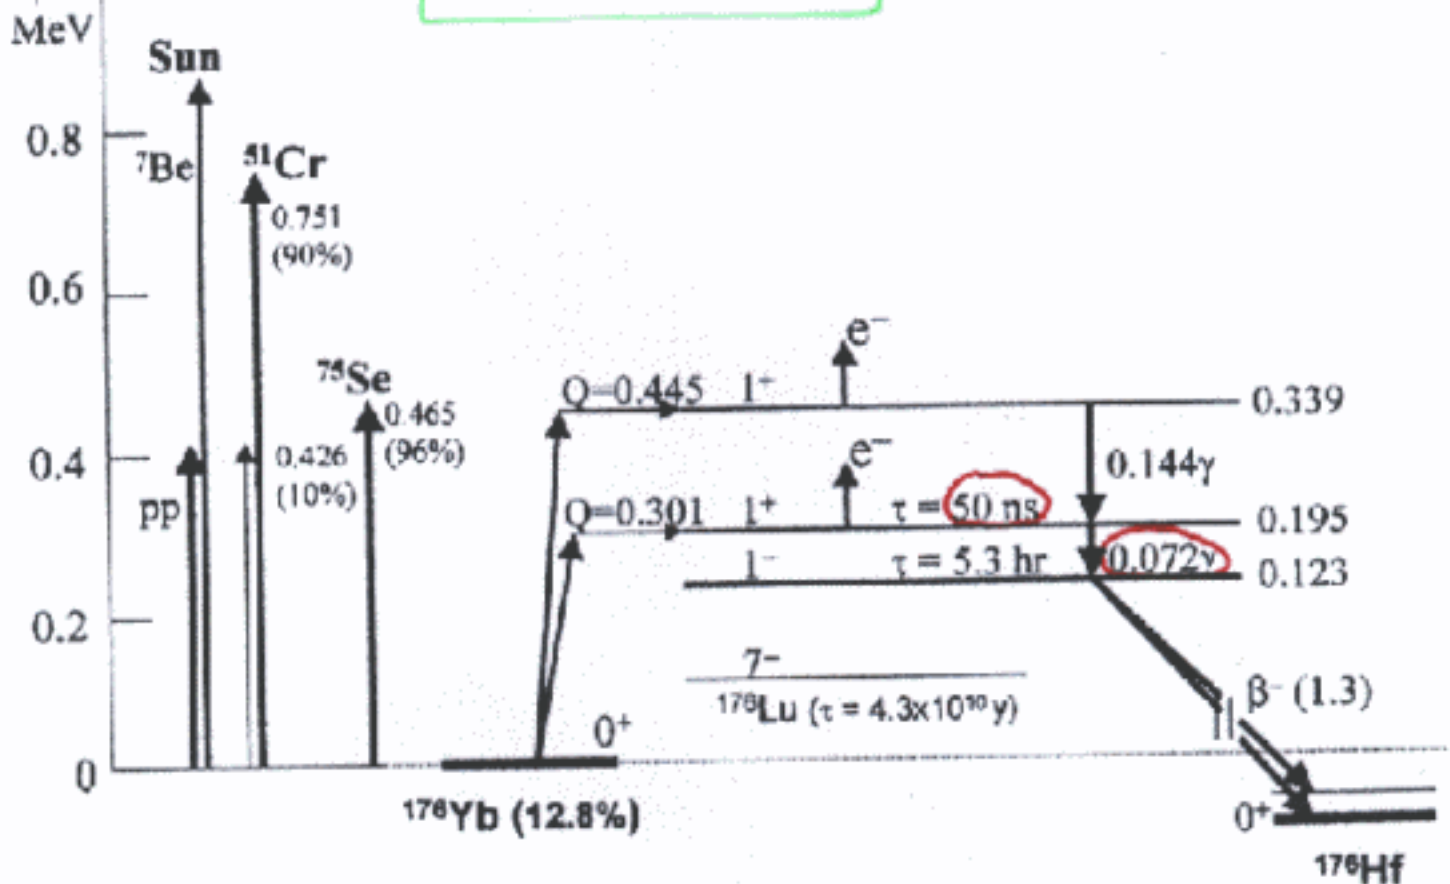 MeV
Sun
0.8
⁷Be
⁵¹Cr
0.751
(90%)
0.6
⁷⁵Se
0.465
(96%)
Q=0.445 1⁺ e⁻ 0.339
0.4
0.426
(10%)
pp
e⁻
0.144γ
Q=0.301 1⁺ τ = 50 ns 0.195
1⁻ τ = 5.3 hr 0.072γ 0.123
0.2
7⁻
¹⁷⁶Lu (τ = 4.3x10¹⁰ y)
β⁻ (1.3)
0⁺
0
¹⁷⁶Yb (12.8%)
0⁺
¹⁷⁶Hf